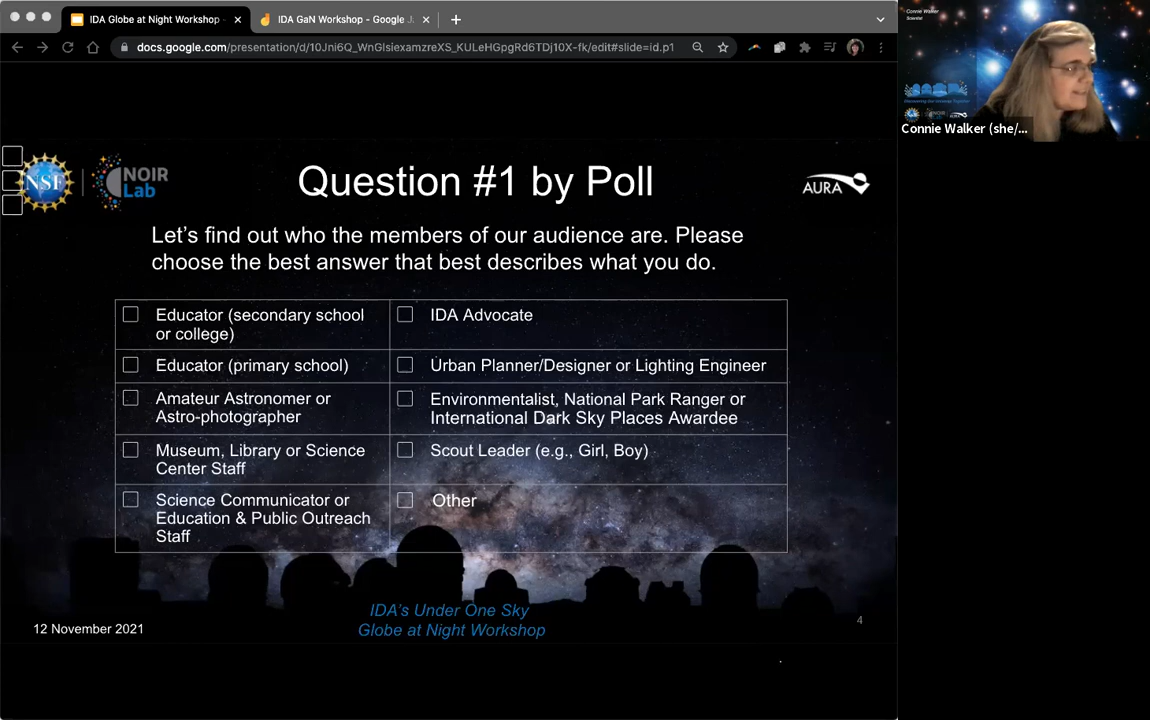 IDA Globe at Night Workshop -
IDA GaN Workshop - Google J
docs.google.com/presentation/d/10Jni6Q_WnGlsiexamzreXS_KULeHGpgRd6TDj10X-fk/edit#slide=id.p1
Connie Walker
Scientist
Connie Walker (she/...
NSF
NOIR
Lab
Question #1 by Poll
AURA
Let's find out who the members of our audience are. Please
choose the best answer that best describes what you do.
Educator (secondary school
or college)
IDA Advocate
Educator (primary school)
Urban Planner/Designer or Lighting Engineer
Amateur Astronomer or
Astro-photographer
Environmentalist, National Park Ranger or
International Dark Sky Places Awardee
Museum, Library or Science
Center Staff
Scout Leader (e.g., Girl, Boy)
Science Communicator or
Education & Public Outreach
Staff
Other
IDA's Under One Sky
Globe at Night Workshop
12 November 2021
4